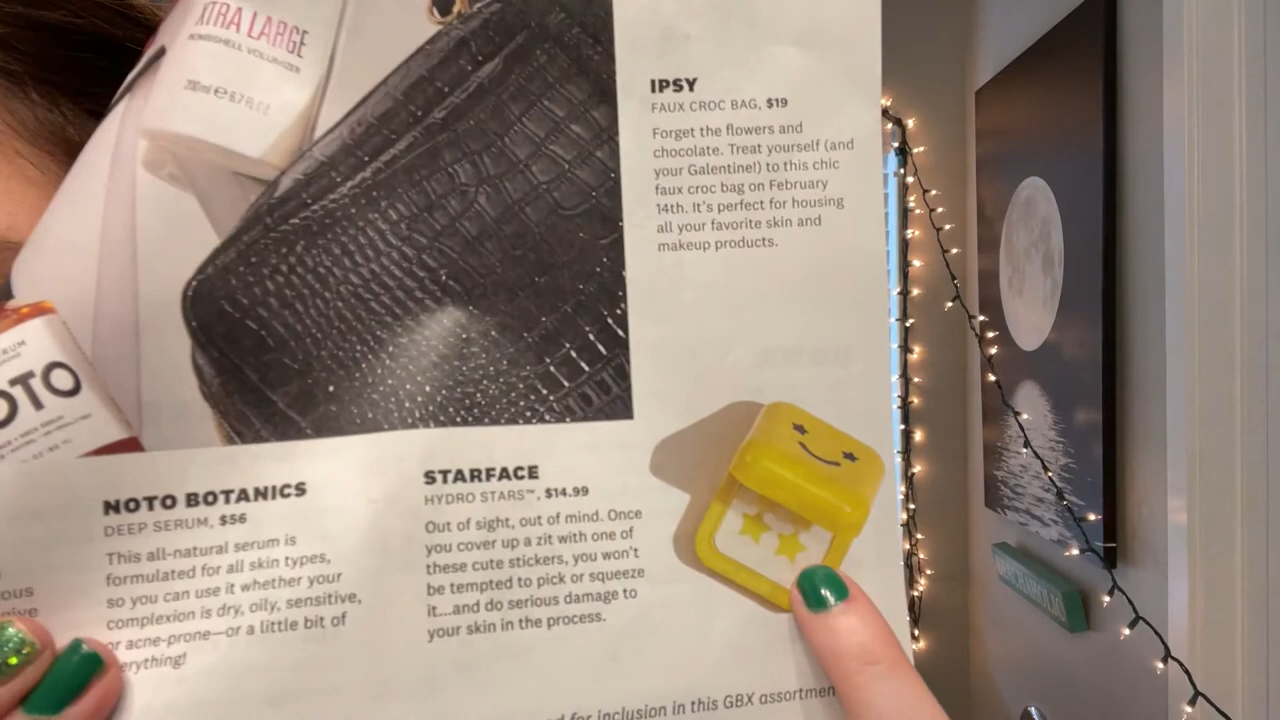 XTRA LARGE
BOMBSHELL VOLUMIZER
200ml e 6.7 FL OZ
IPSY
FAUX CROC BAG, $19
Forget the flowers and
chocolate. Treat yourself (and
your Galentine!) to this chic
faux croc bag on February
14th. It's perfect for housing
all your favorite skin and
makeup products.
OTO
NOTO BOTANICS
DEEP SERUM, $56
This all-natural serum is
formulated for all skin types,
so you can use it whether your
complexion is dry, oily, sensitive,
or acne-prone—or a little bit of
erything!
STARFACE
HYDRO STARS™, $14.99
Out of sight, out of mind. Once
you cover up a zit with one of
these cute stickers, you won't
be tempted to pick or squeeze
it...and do serious damage to
your skin in the process.
ous
give
for inclusion in this GBX assortmen